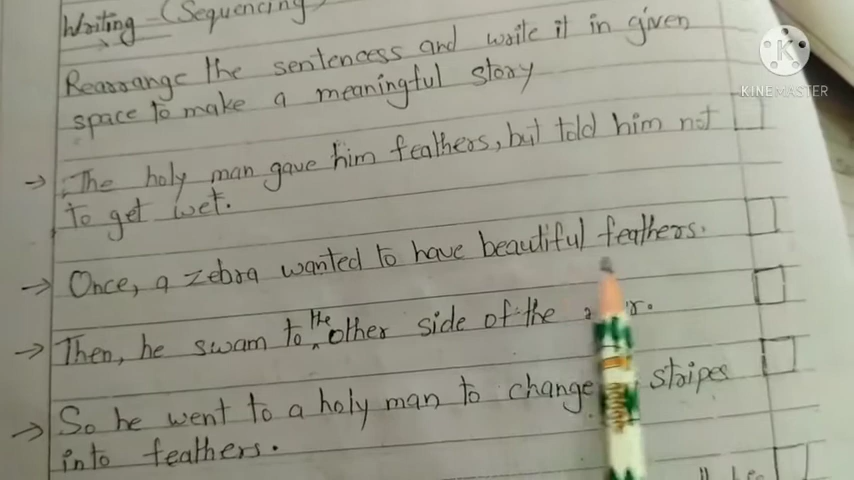 Writing - (Sequencing)
Rearrange the sentencess and write it in given
space to make a meaningful story
KINEMASTER
→ The holy man gave him feathers, but told him not
to get wet.
→ Once, a zebra wanted to have beautiful feathers.
→ Then, he swam to the other side of the
→ So he went to a holy man to change stripes
into feathers.